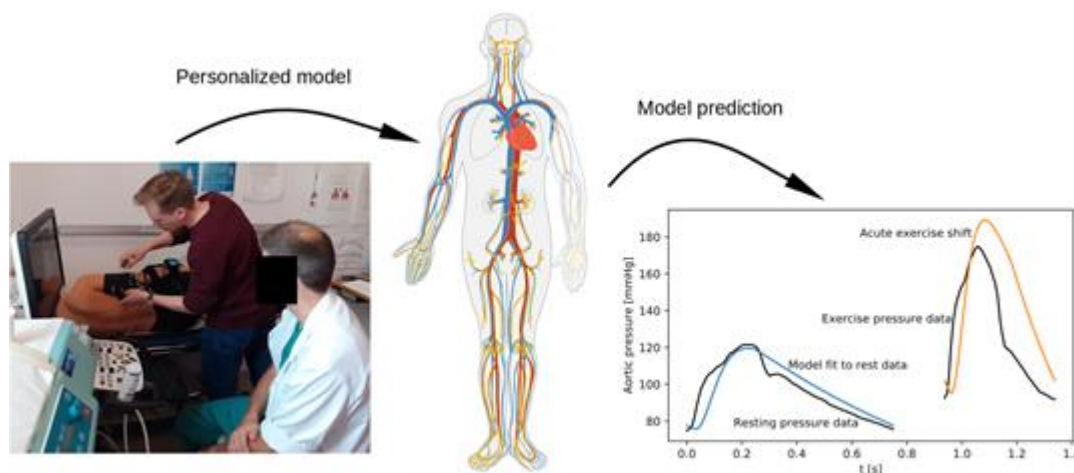 Personalized model
Model prediction
Aortic pressure [mmHg]
180
160
140
120
100
80
Acute exercise shift
Exercise pressure data
Model fit to rest data
Resting pressure data
0.0 0.2 0.4 0.6 0.8 1.0 1.2
t [s]